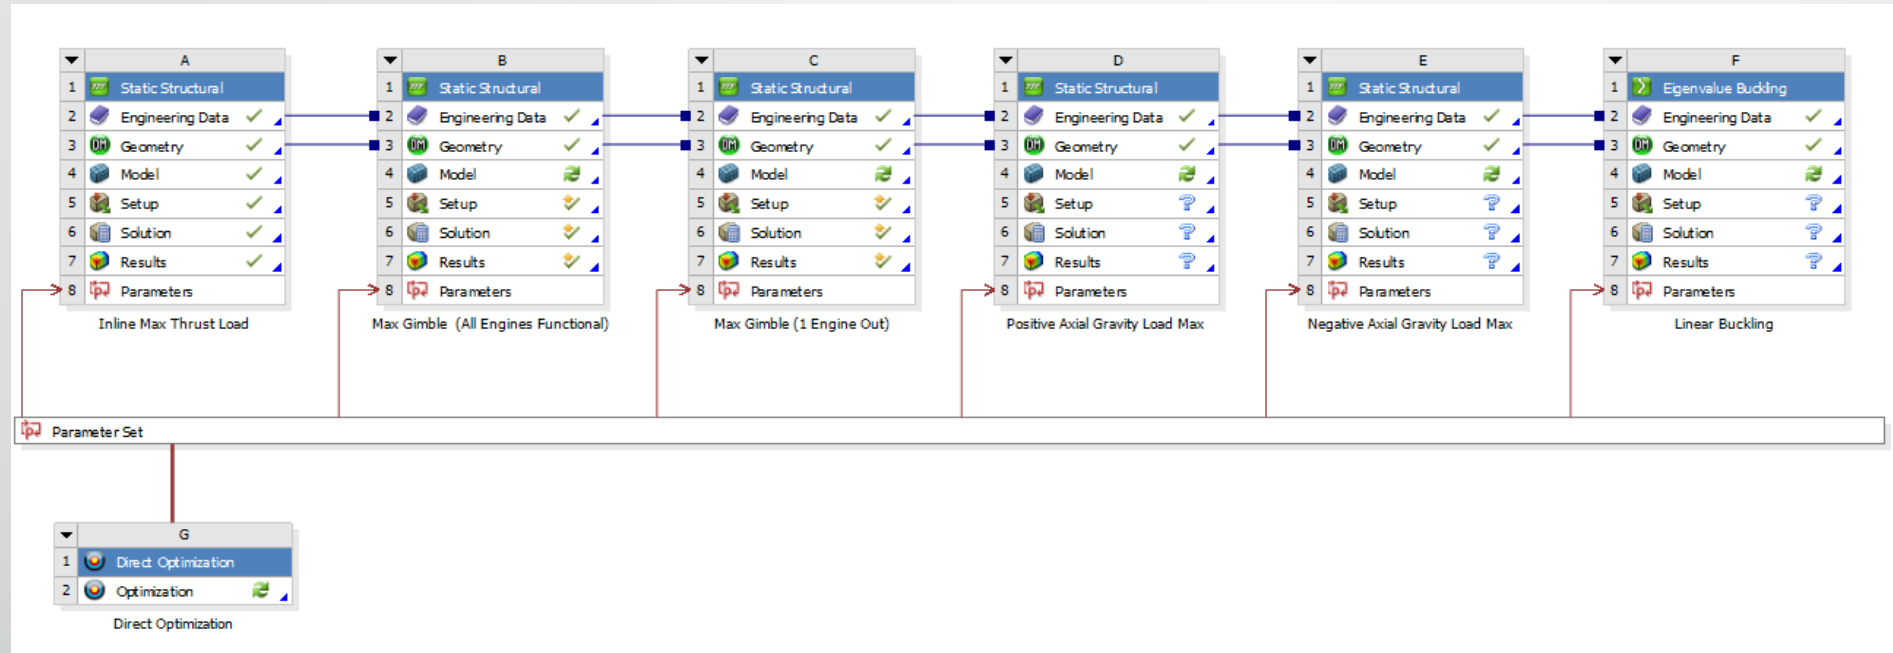 A
1 Static Structural
2 Engineering Data
3 Geometry
4 Model
5 Setup
6 Solution
7 Results
8 Parameters
Inline Max Thrust Load
B
1 Static Structural
2 Engineering Data
3 Geometry
4 Model
5 Setup
6 Solution
7 Results
8 Parameters
Max Gimble (All Engines Functional)
C
1 Static Structural
2 Engineering Data
3 Geometry
4 Model
5 Setup
6 Solution
7 Results
8 Parameters
Max Gimble (1 Engine Out)
D
1 Static Structural
2 Engineering Data
3 Geometry
4 Model
5 Setup
6 Solution
7 Results
8 Parameters
Positive Axial Gravity Load Max
E
1 Static Structural
2 Engineering Data
3 Geometry
4 Model
5 Setup
6 Solution
7 Results
8 Parameters
Negative Axial Gravity Load Max
F
1 Eigenvalue Buckling
2 Engineering Data
3 Geometry
4 Model
5 Setup
6 Solution
7 Results
8 Parameters
Linear Buckling
Parameter Set
G
1 Direct Optimization
2 Optimization
Direct Optimization